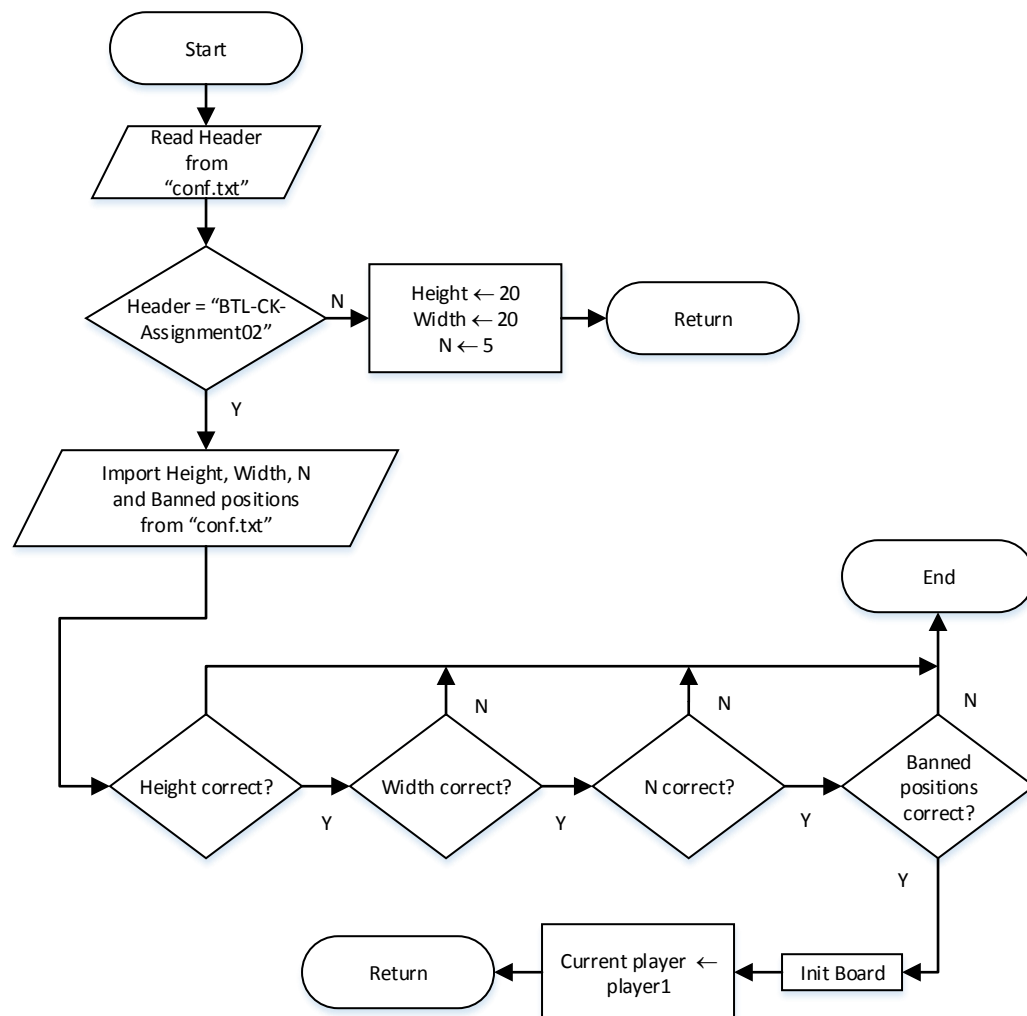 Start
Read Header
from
“conf.txt”
Header = “BTL-CK-
Assignment02”
N
Height ← 20
Width ← 20
N ← 5
Return
Y
Import Height, Width, N
and Banned positions
from “conf.txt”
End
N
N
N
Height correct?
Y
Width correct?
Y
N correct?
Y
Banned
positions
correct?
Y
Return
Current player ←
player1
Init Board